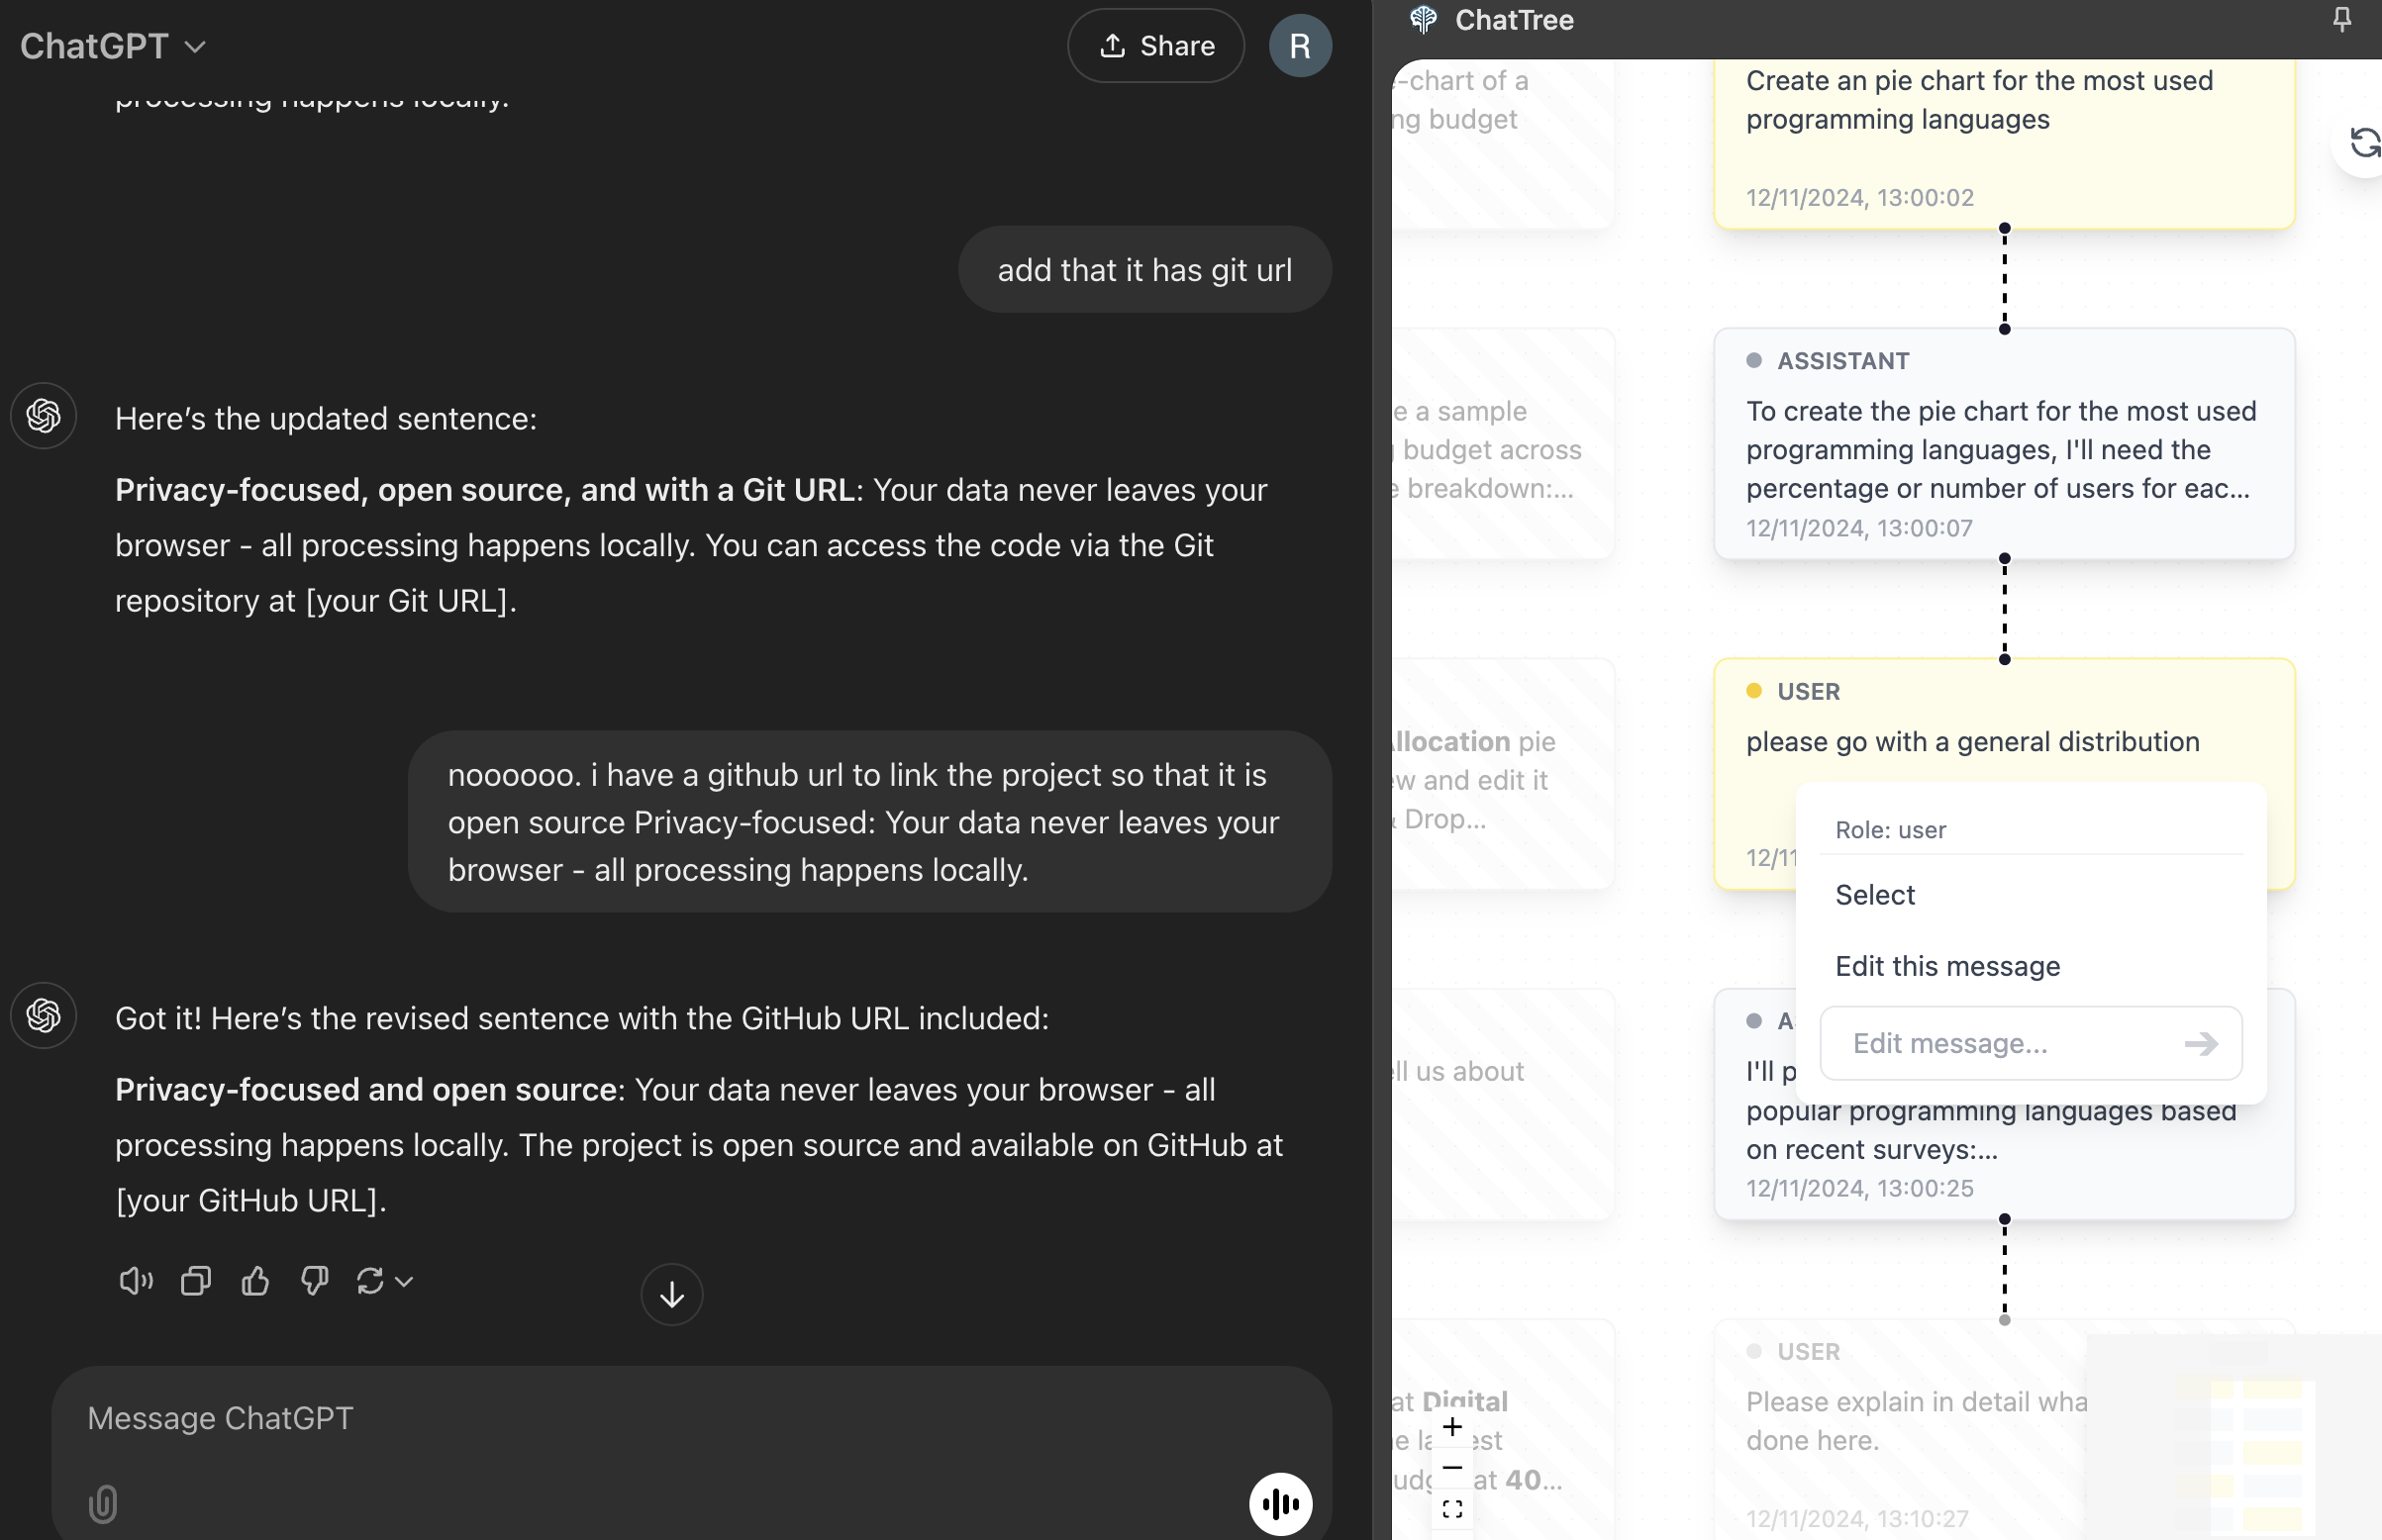 ChatGPT
Share
R
processing happens locally.
add that it has git url
Here’s the updated sentence:
Privacy-focused, open source, and with a Git URL: Your data never leaves your
browser - all processing happens locally. You can access the code via the Git
repository at [your Git URL].
noooooo. i have a github url to link the project so that it is
open source Privacy-focused: Your data never leaves your
browser - all processing happens locally.
Got it! Here’s the revised sentence with the GitHub URL included:
Privacy-focused and open source: Your data never leaves your browser - all
processing happens locally. The project is open source and available on GitHub at
[your GitHub URL].
Message ChatGPT
ChatTree
-chart of a
ng budget
Create an pie chart for the most used
programming languages
12/11/2024, 13:00:02
e a sample
budget across
e breakdown:...
ASSISTANT
To create the pie chart for the most used
programming languages, I'll need the
percentage or number of users for eac...
12/11/2024, 13:00:07
llocation pie
ew and edit it
& Drop...
USER
please go with a general distribution
12/11
Role: user
Select
Edit this message
Edit message...
ell us about
A
I'll p
popular programming languages based
on recent surveys:...
12/11/2024, 13:00:25
at Digital
e la est
udg at 40...
USER
Please explain in detail wha
done here.
12/11/2024, 13:10:27